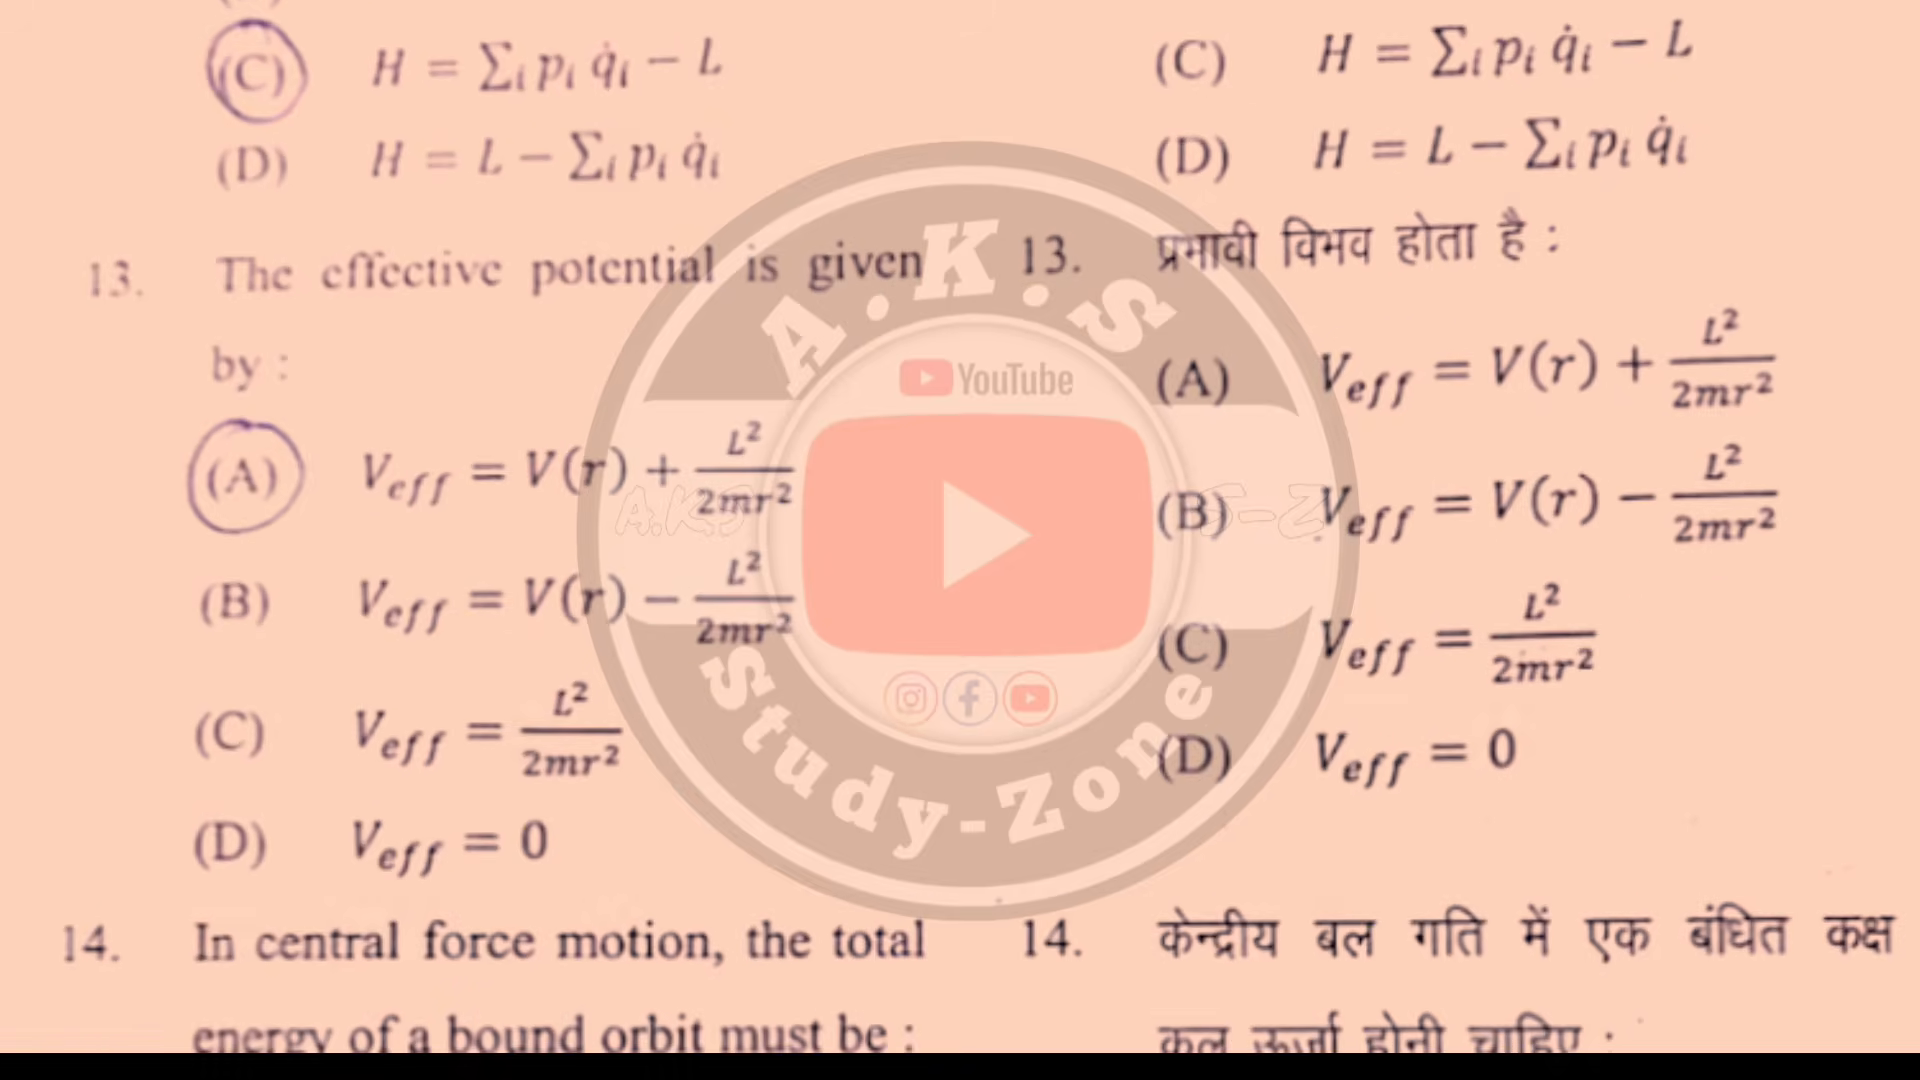 (C) H = ∑ᵢ pᵢ q̇ᵢ − L
(D) H = L − ∑ᵢ pᵢ q̇ᵢ
13. The effective potential is given
by :
(A) V_eff = V(r) + L²/2mr²
(B) V_eff = V(r) − L²/2mr²
(C) V_eff = L²/2mr²
(D) V_eff = 0
14. In central force motion, the total
energy of a bound orbit must be :
(C) H = ∑ᵢ pᵢ q̇ᵢ − L
(D) H = L − ∑ᵢ pᵢ q̇ᵢ
13. प्रभावी विभव होता है :
(A) V_eff = V(r) + L²/2mr²
(B) V_eff = V(r) − L²/2mr²
(C) V_eff = L²/2mr²
(D) V_eff = 0
14. केन्द्रीय बल गति में एक बंधित कक्ष
कुल ऊर्जा होनी चाहिए :
A.K.S
YouTube
A.K.S S-Z
Study-Zone